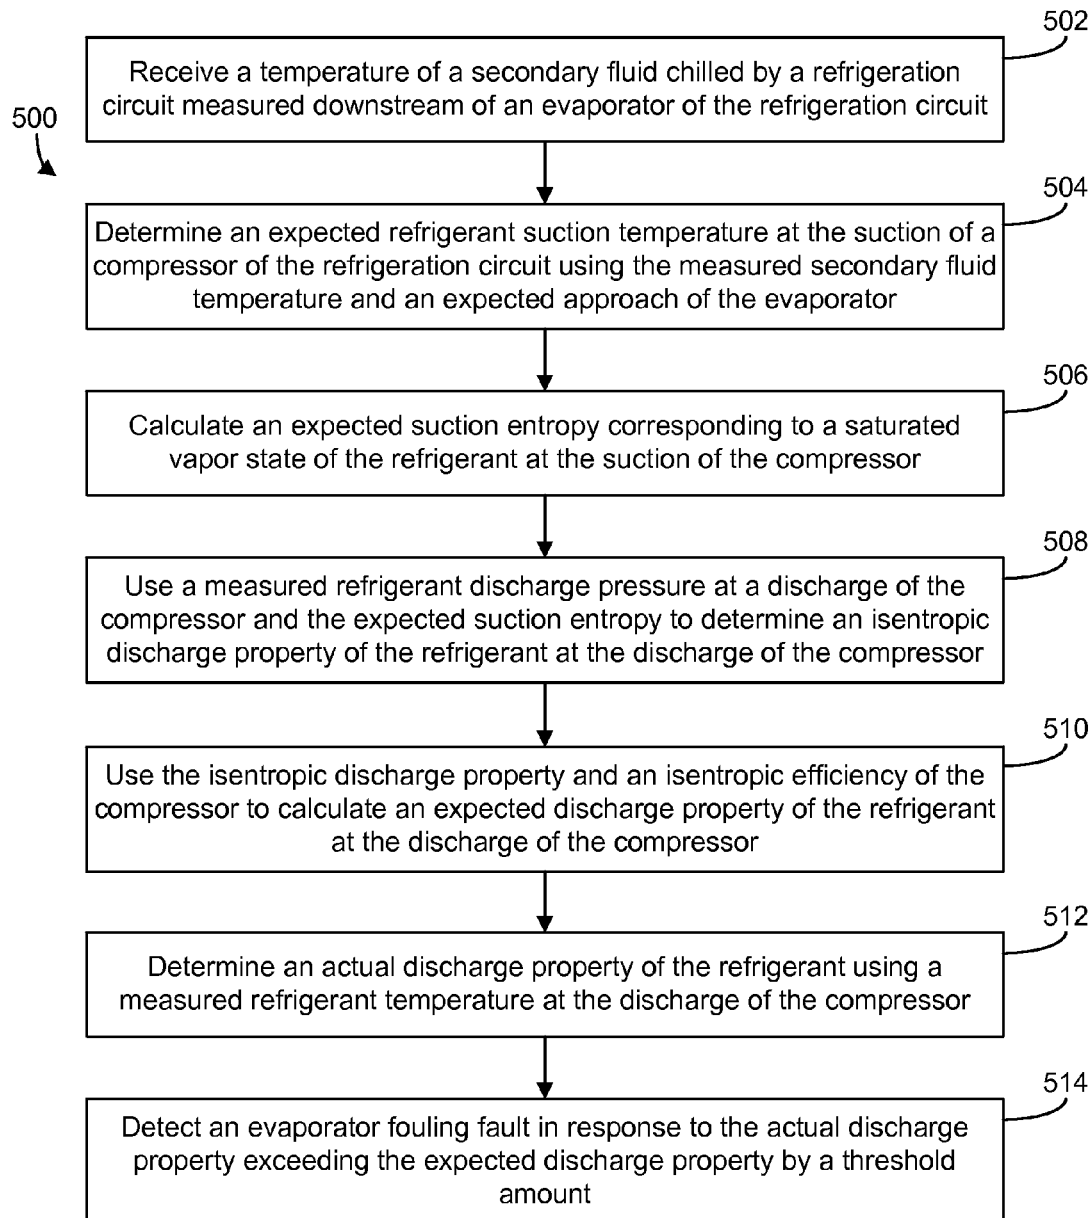 502
Receive a temperature of a secondary fluid chilled by a refrigeration
circuit measured downstream of an evaporator of the refrigeration circuit
500
504
Determine an expected refrigerant suction temperature at the suction of a
compressor of the refrigeration circuit using the measured secondary fluid
temperature and an expected approach of the evaporator
506
Calculate an expected suction entropy corresponding to a saturated
vapor state of the refrigerant at the suction of the compressor
508
Use a measured refrigerant discharge pressure at a discharge of the
compressor and the expected suction entropy to determine an isentropic
discharge property of the refrigerant at the discharge of the compressor
510
Use the isentropic discharge property and an isentropic efficiency of the
compressor to calculate an expected discharge property of the refrigerant
at the discharge of the compressor
512
Determine an actual discharge property of the refrigerant using a
measured refrigerant temperature at the discharge of the compressor
514
Detect an evaporator fouling fault in response to the actual discharge
property exceeding the expected discharge property by a threshold
amount